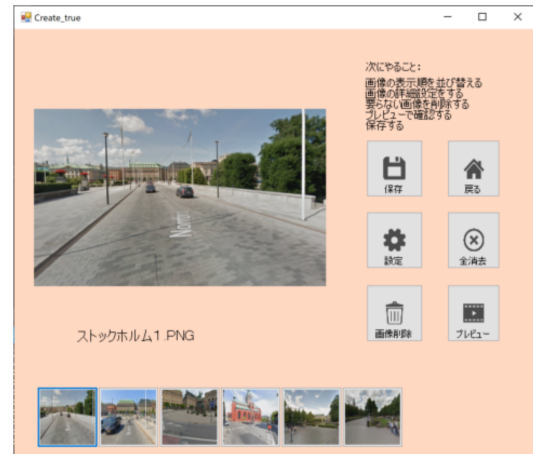 Create_true
次にやること：
画像の表示順を並び替える
画像の詳細設定をする
要らない画像を削除する
プレビューで確認する
保存する
保存
戻る
設定
全消去
画像削除
プレビュー
Norr
ストックホルム1.PNG